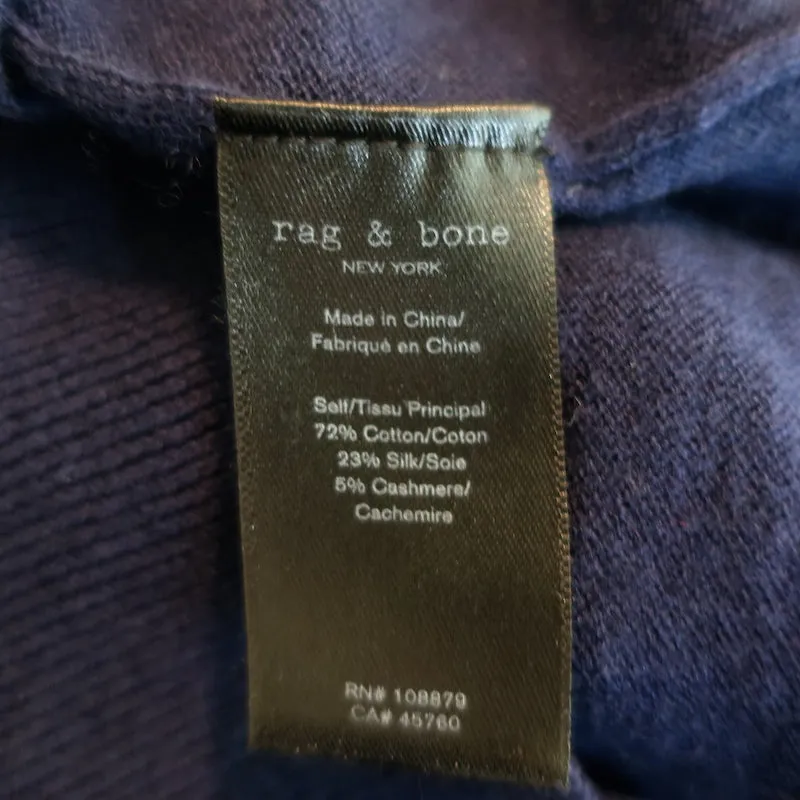 rag & bone
NEW YORK
Made in China/
Fabriqué en Chine
Self/Tissu Principal
72% Cotton/Coton
23% Silk/Soie
5% Cashmere/
Cachemire
RN# 108879
CA# 45760